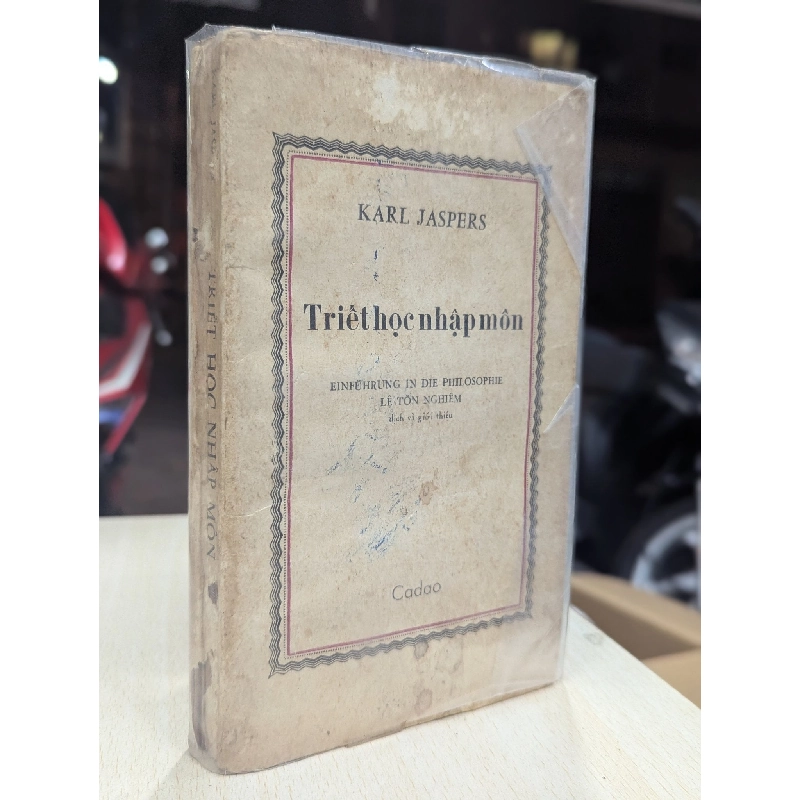 KARL JASPERS
Triết học nhập môn
EINFÜHRUNG IN DIE PHILOSOPHIE
LÊ TÔN NGHIÊM
dịch và giới thiệu
Cadao
TRIẾT HỌC NHẬP MÔN